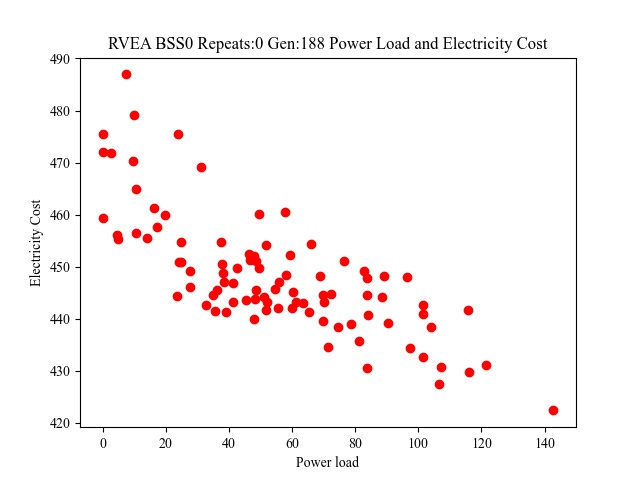 RVEA BSS0 Repeats:0 Gen:188 Power Load and Electricity Cost
490
480
470
460
450
440
430
420
Electricity Cost
0 20 40 60 80 100 120 140
Power load